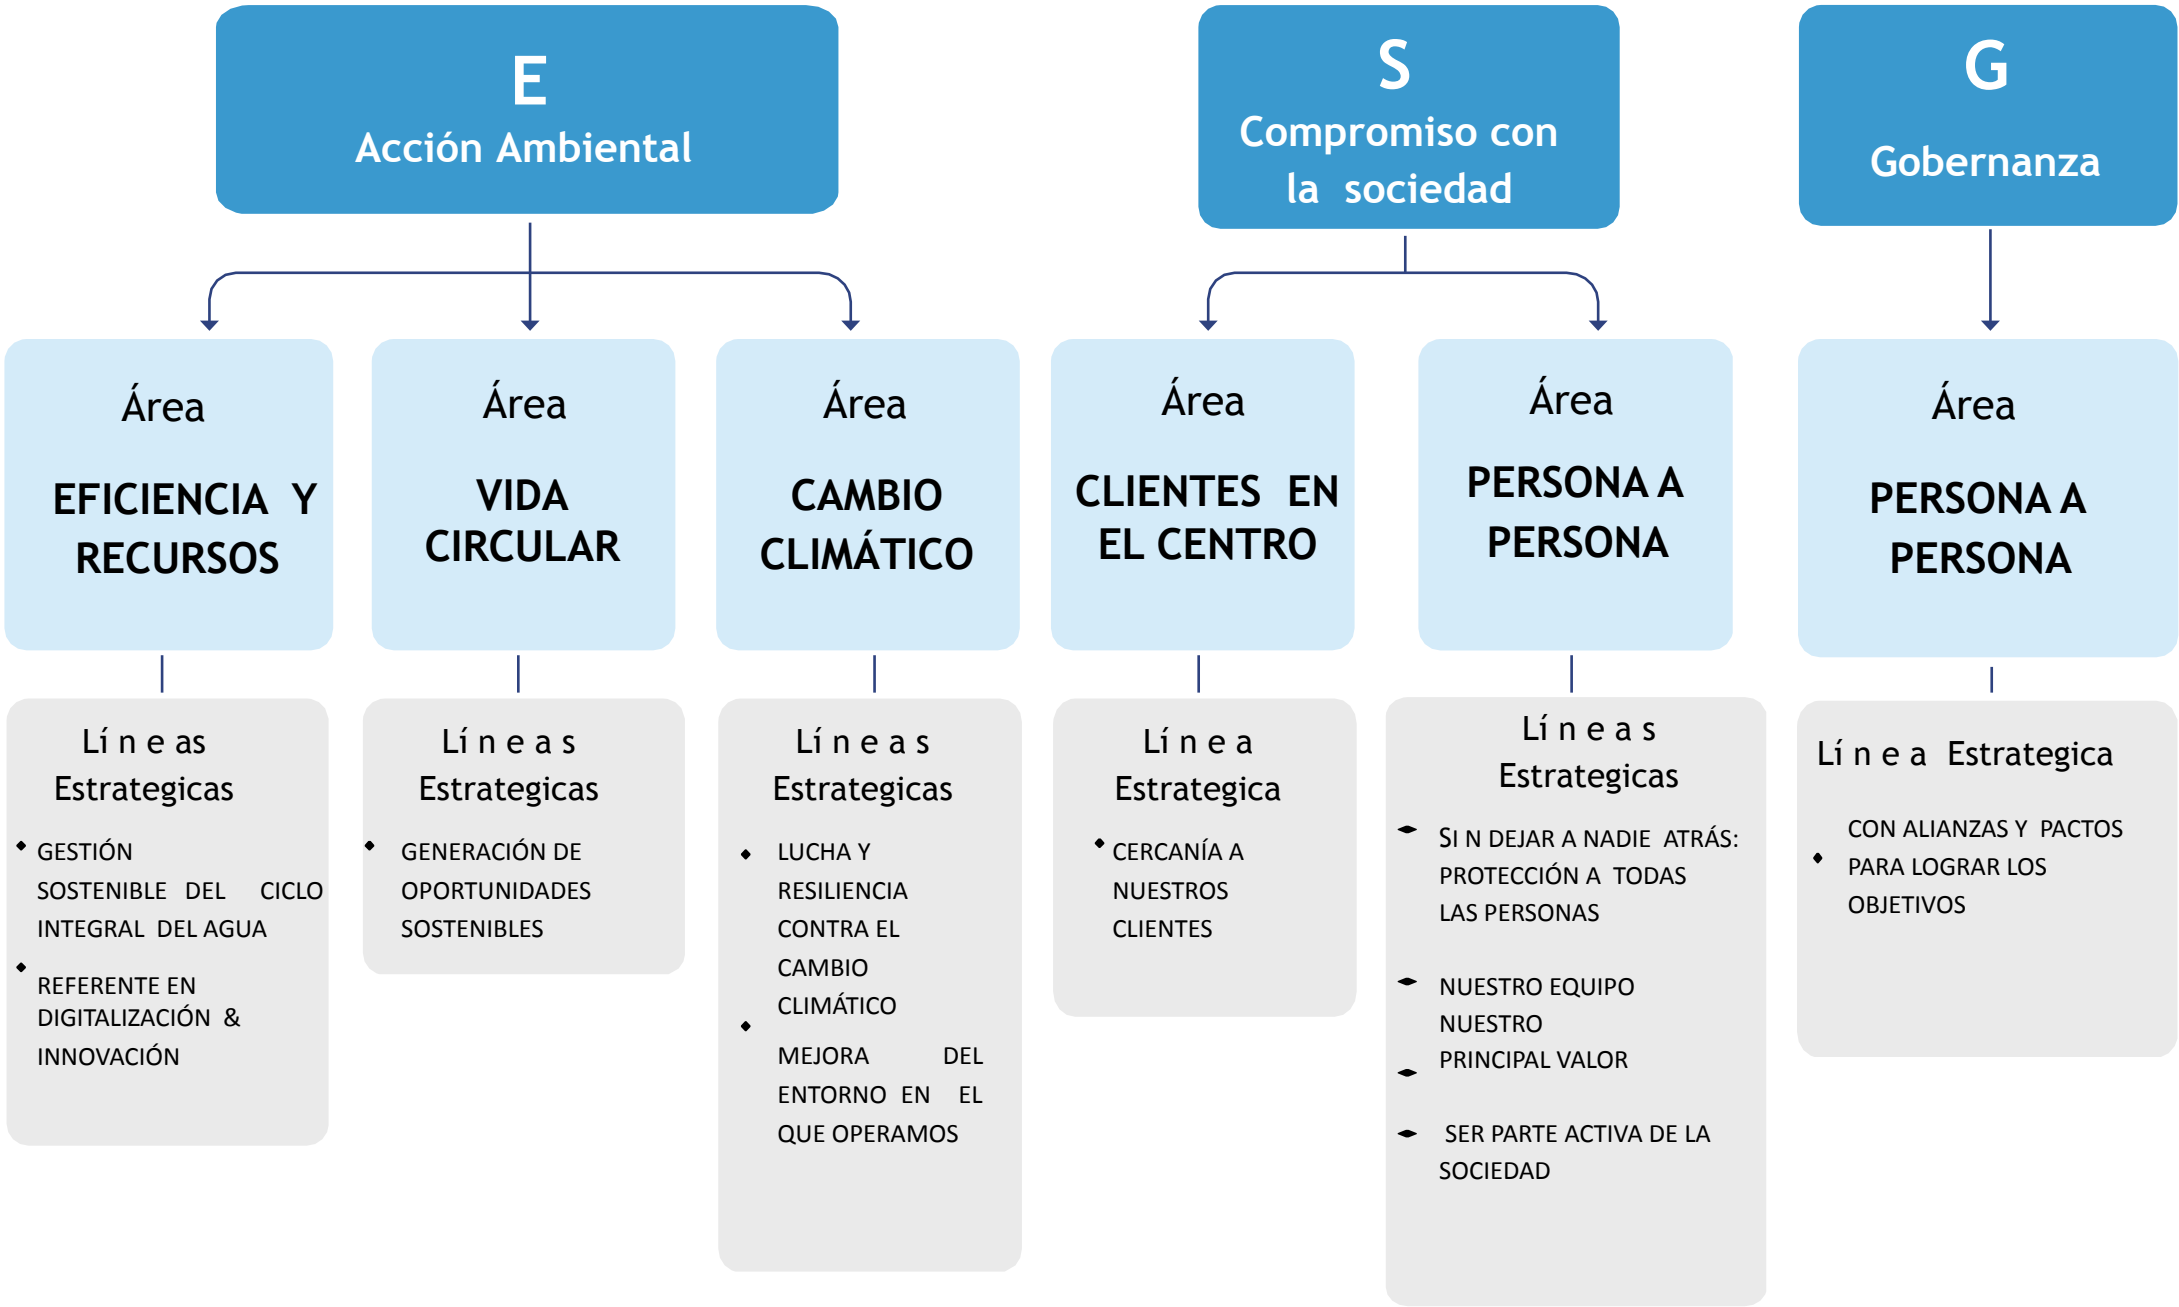 E
Acción Ambiental
S
Compromiso con
la sociedad
G
Gobernanza
Área
EFICIENCIA Y
RECURSOS
Área
VIDA
CIRCULAR
Área
CAMBIO
CLIMÁTICO
Área
CLIENTES EN
EL CENTRO
Área
PERSONA A
PERSONA
Área
PERSONA A
PERSONA
Líneas
Estrategicas
GESTIÓN
SOSTENIBLE DEL CICLO
INTEGRAL DEL AGUA
REFERENTE EN
DIGITALIZACIÓN &
INNOVACIÓN
Líneas
Estrategicas
GENERACIÓN DE
OPORTUNIDADES
SOSTENIBLES
Líneas
Estrategicas
LUCHA Y
RESILIENCIA
CONTRA EL
CAMBIO
CLIMÁTICO
MEJORA DEL
ENTORNO EN EL
QUE OPERAMOS
Línea
Estrategica
CERCANÍA A
NUESTROS
CLIENTES
Líneas
Estrategicas
SIN DEJAR A NADIE ATRÁS:
PROTECCIÓN A TODAS
LAS PERSONAS
NUESTRO EQUIPO
NUESTRO
PRINCIPAL VALOR
SER PARTE ACTIVA DE LA
SOCIEDAD
Línea Estrategica
CON ALIANZAS Y PACTOS
PARA LOGRAR LOS
OBJETIVOS